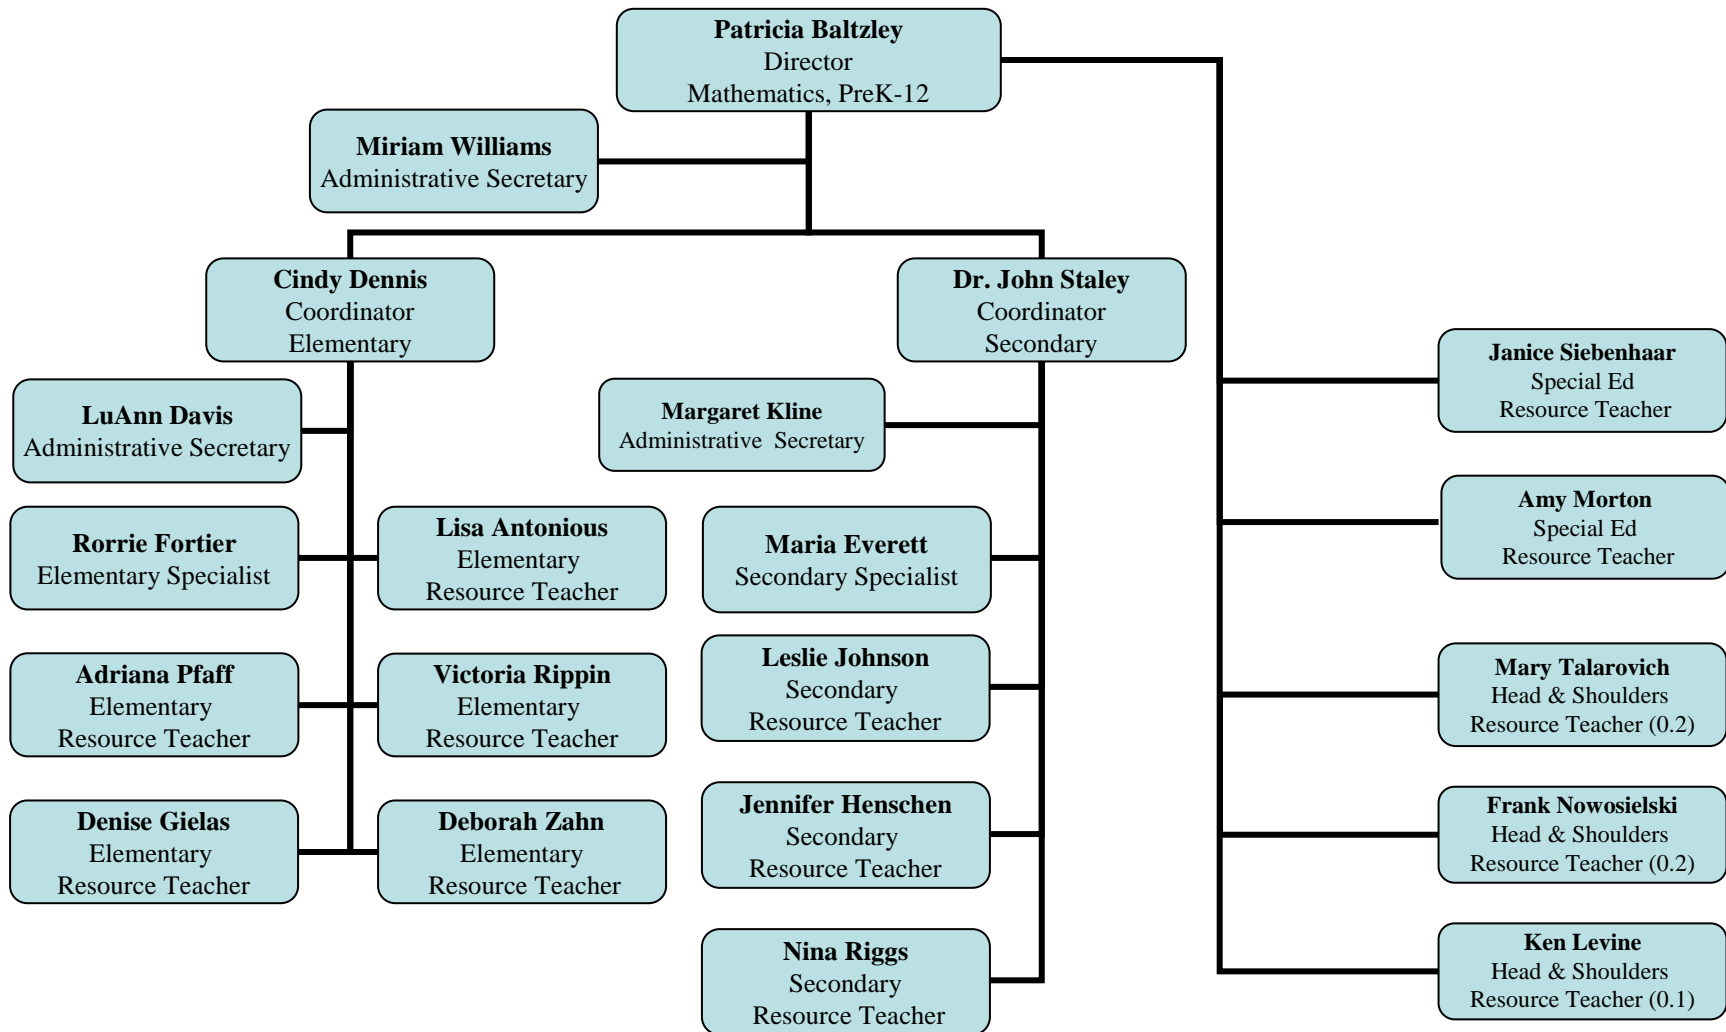 Patricia Baltzley
Director
Mathematics, PreK-12
Miriam Williams
Administrative Secretary
Cindy Dennis
Coordinator
Elementary
Dr. John Staley
Coordinator
Secondary
LuAnn Davis
Administrative Secretary
Margaret Kline
Administrative Secretary
Rorrie Fortier
Elementary Specialist
Lisa Antonious
Elementary
Resource Teacher
Adriana Pfaff
Elementary
Resource Teacher
Victoria Rippin
Elementary
Resource Teacher
Denise Gielas
Elementary
Resource Teacher
Deborah Zahn
Elementary
Resource Teacher
Maria Everett
Secondary Specialist
Leslie Johnson
Secondary
Resource Teacher
Jennifer Henschen
Secondary
Resource Teacher
Nina Riggs
Secondary
Resource Teacher
Janice Siebenhaar
Special Ed
Resource Teacher
Amy Morton
Special Ed
Resource Teacher
Mary Talarovich
Head & Shoulders
Resource Teacher (0.2)
Frank Nowosielski
Head & Shoulders
Resource Teacher (0.2)
Ken Levine
Head & Shoulders
Resource Teacher (0.1)